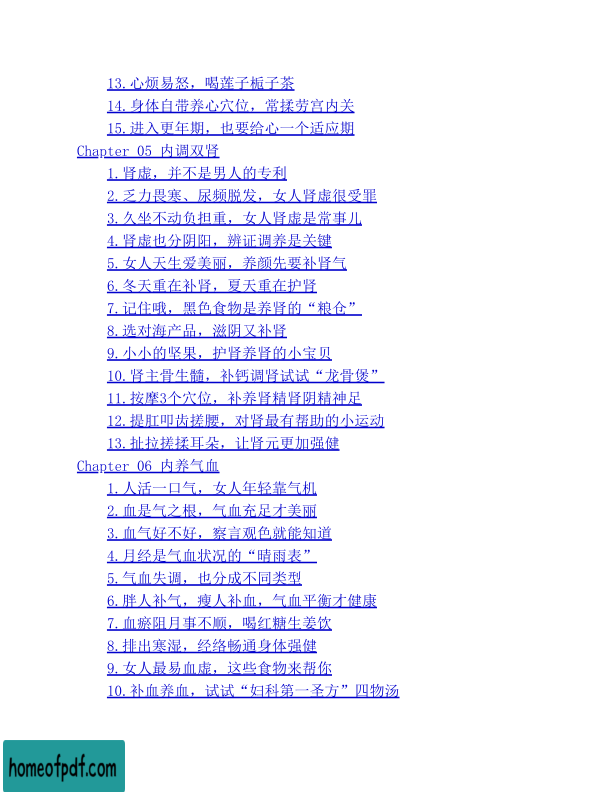 13.心烦易怒，喝莲子栀子茶
14.身体自带养心穴位，常揉劳宫内关
15.进入更年期，也要给心一个适应期
Chapter 05 内调双肾
1.肾虚，并不是男人的专利
2.乏力畏寒、尿频脱发，女人肾虚很受罪
3.久坐不动负担重，女人肾虚是常事儿
4.肾虚也分阴阳，辨证调养是关键
5.女人天生爱美丽，养颜先要补肾气
6.冬天重在补肾，夏天重在护肾
7.记住哦，黑色食物是养肾的“粮仓”
8.选对海产品，滋阴又补肾
9.小小的坚果，护肾养肾的小宝贝
10.肾主骨生髓，补钙调肾试试“龙骨煲”
11.按摩3个穴位，补养肾精肾阴精神足
12.提肛叩齿搓腰，对肾最有帮助的小运动
13.扯拉搓揉耳朵，让肾元更加强健
Chapter 06 内养气血
1.人活一口气，女人年轻靠气机
2.血是气之根，气血充足才美丽
3.血气好不好，察言观色就能知道
4.月经是气血状况的“晴雨表”
5.气血失调，也分成不同类型
6.胖人补气，瘦人补血，气血平衡才健康
7.血瘀阻月事不顺，喝红糖生姜饮
8.排出寒湿，经络畅通身体强健
9.女人最易血虚，这些食物来帮你
10.补血养血，试试“妇科第一圣方”四物汤
homeofpdf.com